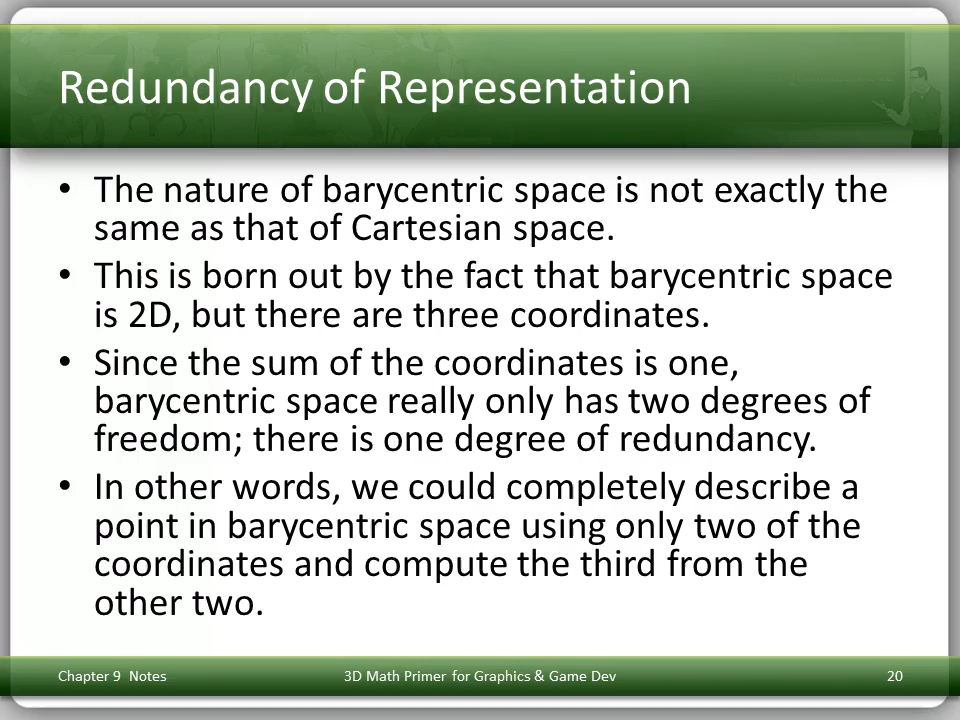 Redundancy of Representation
• The nature of barycentric space is not exactly the
same as that of Cartesian space.
• This is born out by the fact that barycentric space
is 2D, but there are three coordinates.
• Since the sum of the coordinates is one,
barycentric space really only has two degrees of
freedom; there is one degree of redundancy.
• In other words, we could completely describe a
point in barycentric space using only two of the
coordinates and compute the third from the
other two.
Chapter 9 Notes
3D Math Primer for Graphics & Game Dev
20